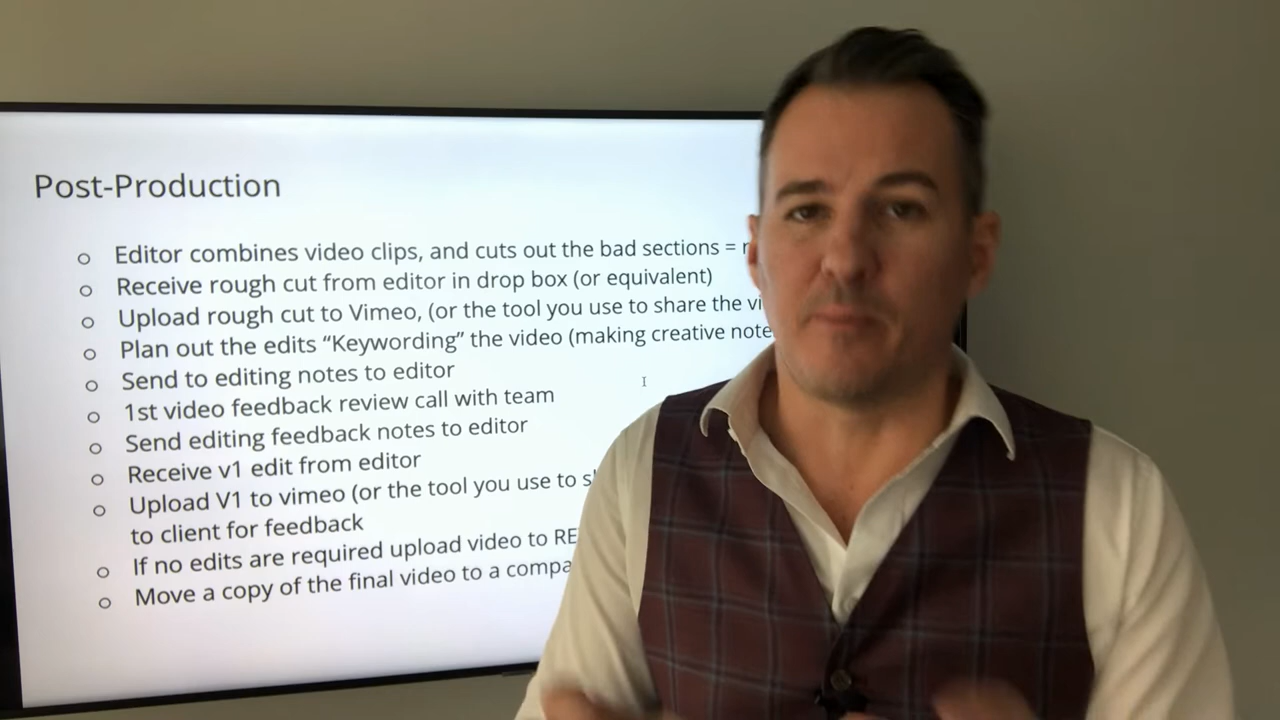 Post-Production
Editor combines video clips, and cuts out the bad sections =
Receive rough cut from editor in drop box (or equivalent)
Upload rough cut to Vimeo, (or the tool you use to share the
Plan out the edits “Keywording” the video (making creative
Send to editing notes to editor
1st video feedback review call with team
Send editing feedback notes to editor
Receive v1 edit from editor
Upload V1 to vimeo (or the tool you use to
to client for feedback
If no edits are required upload video to
Move a copy of the final video to a